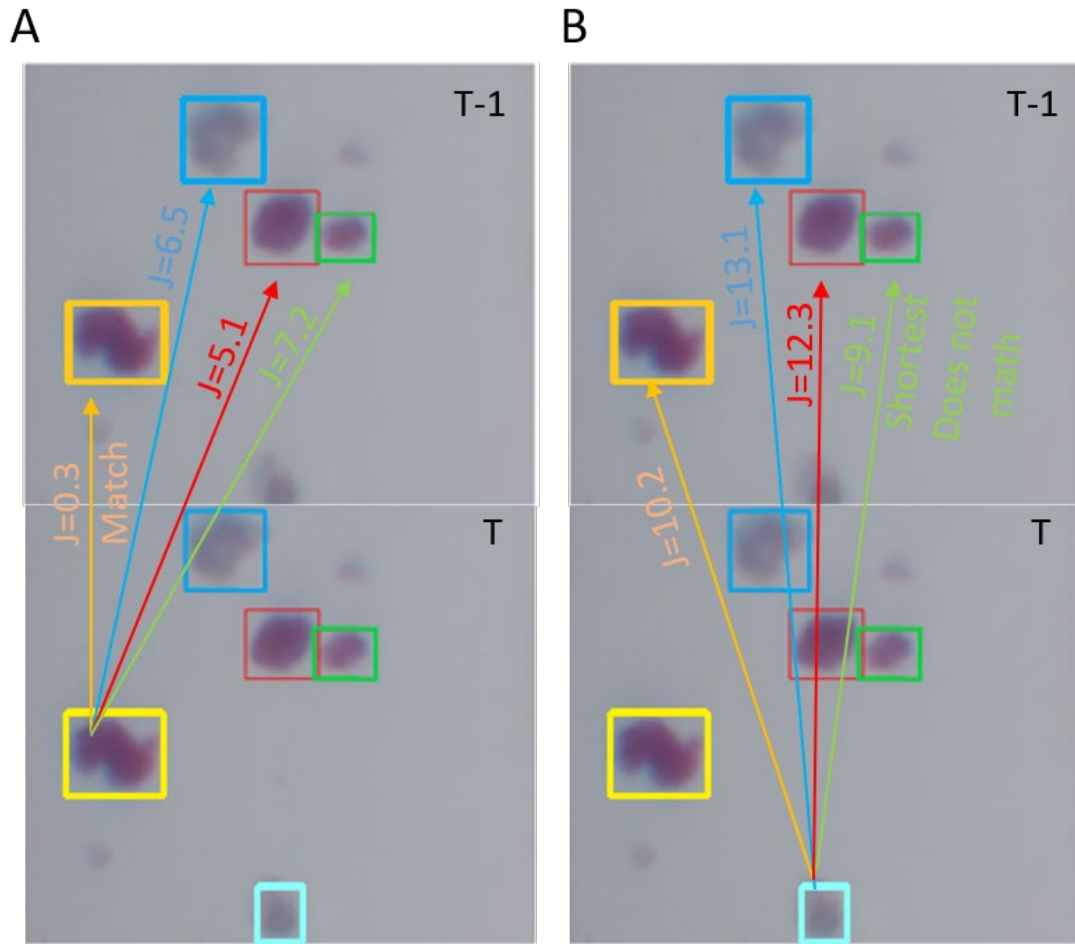 A
T-1
J=6.5
J=5.1
J=7.2
J=0.3
Match
T
B
T-1
J=13.1
J=12.3
J=9.1
Shortest
Does not
math
J=10.2
T